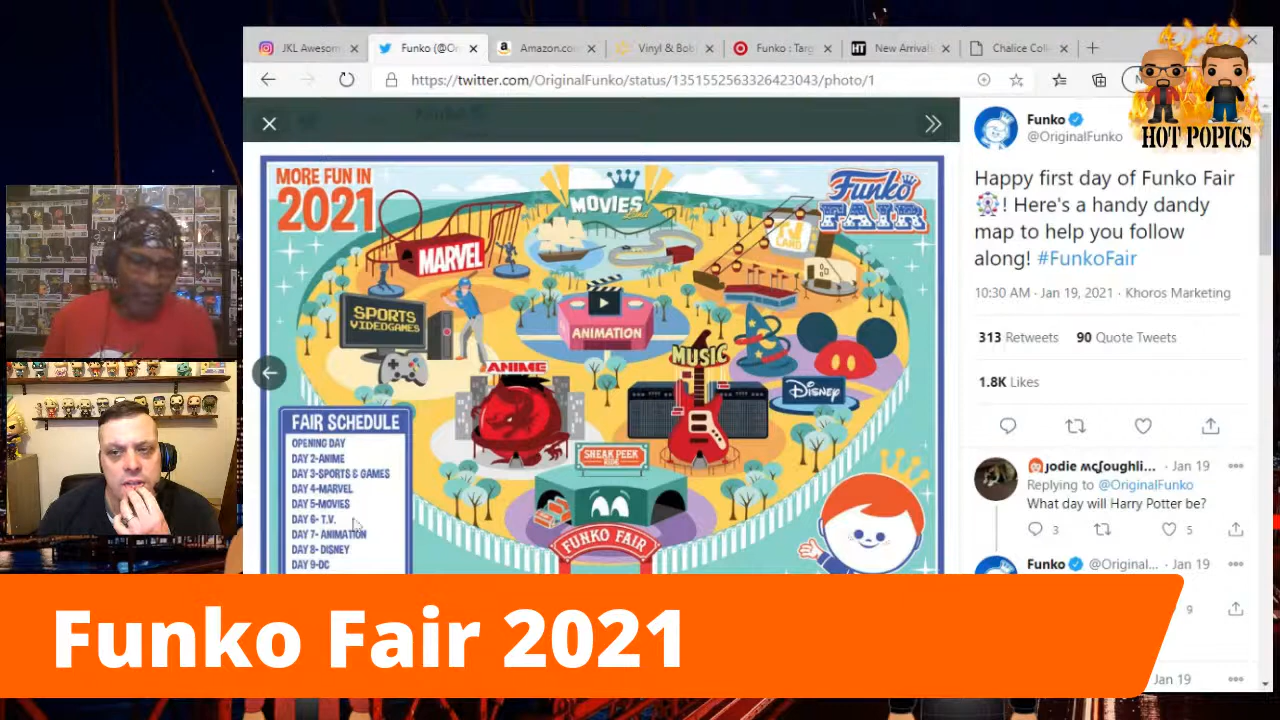 JKL Awesom
Funko (@Or
Amazon.co
Vinyl & Bob
Funko : Targ
HT
New Arrival
Chalice Coll
https://twitter.com/OriginalFunko/status/1351552563326423043/photo/1
HOT POPICS
MORE FUN IN
2021
MOVIES
Funko
FAIR
MARVEL
TV
LAND
SPORTS
VIDEOGAMES
ANIMATION
ANIME
MUSIC
Disney
SNEAK PEEK
FUNKO FAIR
FAIR SCHEDULE
OPENING DAY
DAY 2-ANIME
DAY 3-SPORTS & GAMES
DAY 4-MARVEL
DAY 5-MOVIES
DAY 6- T.V.
DAY 7- ANIMATION
DAY 8- DISNEY
DAY 9-DC
Funko
@OriginalFunko
Happy first day of Funko Fair
! Here's a handy dandy
map to help you follow
along! #FunkoFair
10:30 AM · Jan 19, 2021 · Khoros Marketing
313 Retweets 90 Quote Tweets
1.8K Likes
jodie мcʆoughli... · Jan 19
Replying to @OriginalFunko
What day will Harry Potter be?
3 5
Funko @Original... · Jan 19
9
Jan 19
Funko Fair 2021